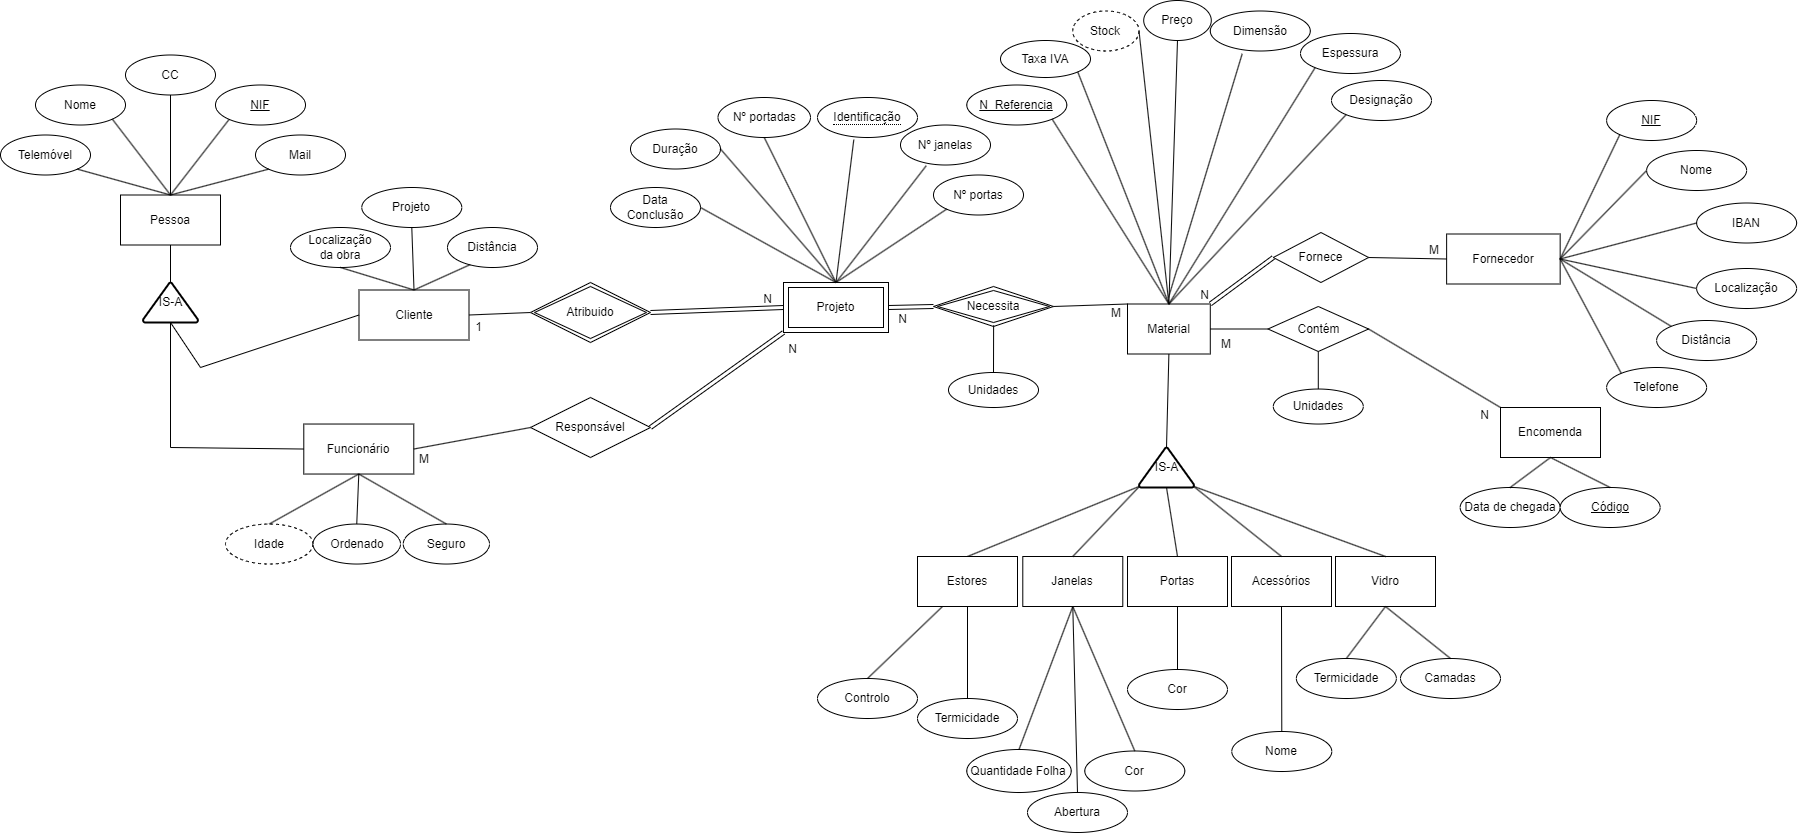 CC
Nome
NIF
Telemóvel
Mail
Pessoa
IS-A
Projeto
Localização
da obra
Distância
Cliente
1
Atribuido
N
Funcionário
M
Idade
Ordenado
Seguro
Responsável
N
Nº portadas
Identificação
Duração
Nº janelas
Data
Conclusão
Nº portas
Projeto
N
Necessita
M
Unidades
Stock
Preço
Dimensão
Taxa IVA
Espessura
N_Referencia
Designação
Material
N
Fornece
M
Fornecedor
NIF
Nome
IBAN
Localização
Distância
Telefone
M
Contém
Unidades
N
Encomenda
Data de chegada
Código
IS-A
Estores
Janelas
Portas
Acessórios
Vidro
Controlo
Termicidade
Quantidade Folha
Abertura
Cor
Cor
Nome
Termicidade
Camadas